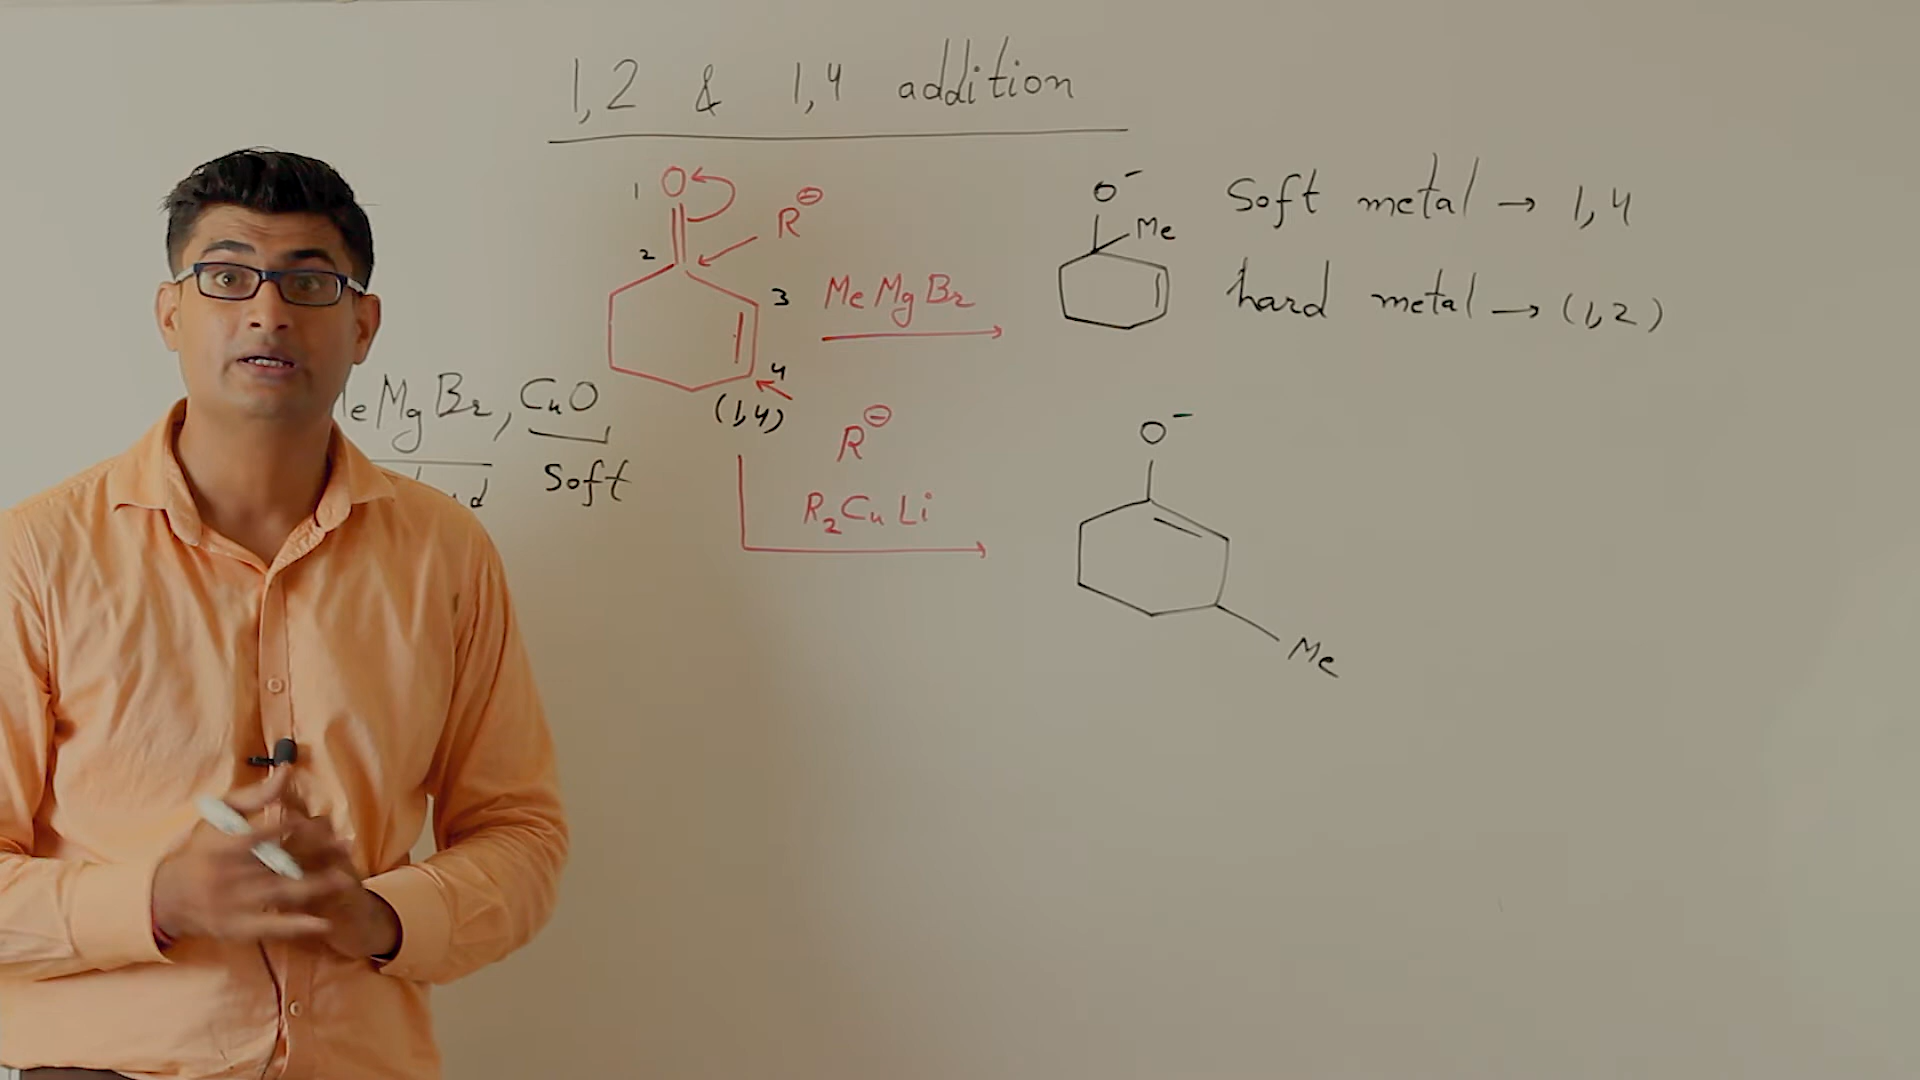 1,2 & 1,4 addition
1 O
R⊖
2
3
4
(1,4)
MeMgBr
O⁻
Me
Soft metal → 1,4
hard metal → (1,2)
eMgBr, CuO
Soft
R⊖
R₂CuLi
O⁻
Me